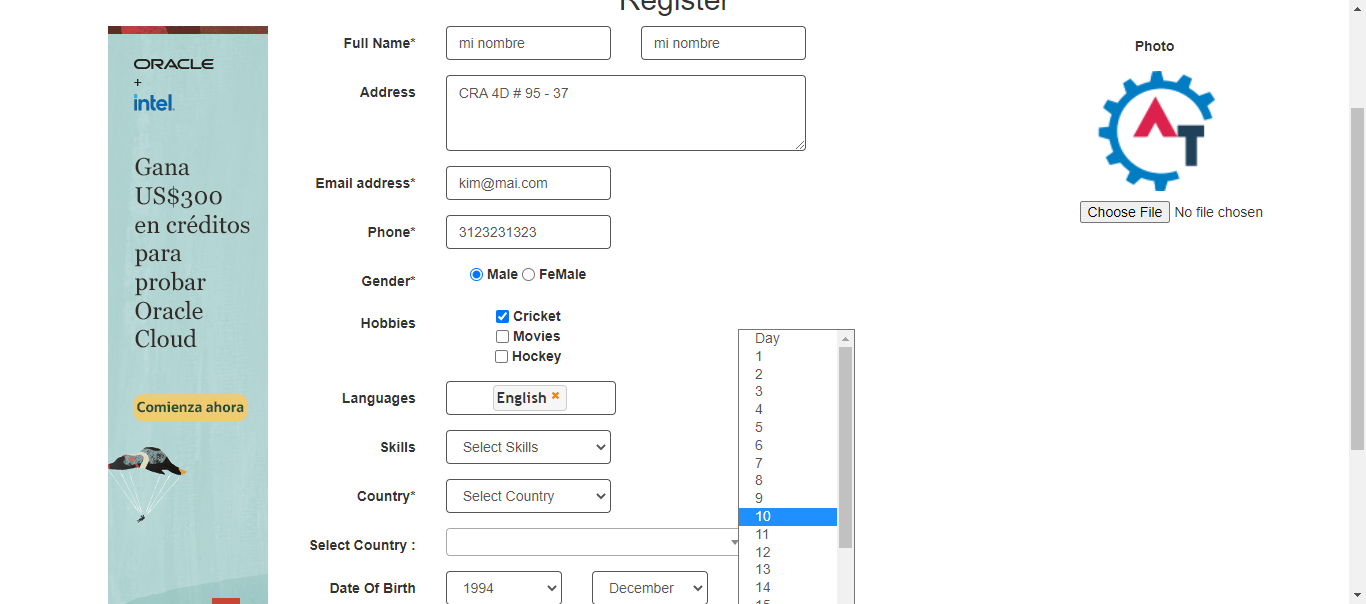 Register
ORACLE
+
intel.
Gana
US$300
en créditos
para
probar
Oracle
Cloud
Comienza ahora
Full Name*
mi nombre
mi nombre
Address
CRA 4D # 95 - 37
Email address*
kim@mai.com
Phone*
3123231323
Gender*
Male
FeMale
Hobbies
Cricket
Movies
Hockey
Languages
English
Skills
Select Skills
Country*
Select Country
Select Country :
Date Of Birth
1994
December
Day
1
2
3
4
5
6
7
8
9
10
11
12
13
14
15
Photo
AT
Choose File No file chosen